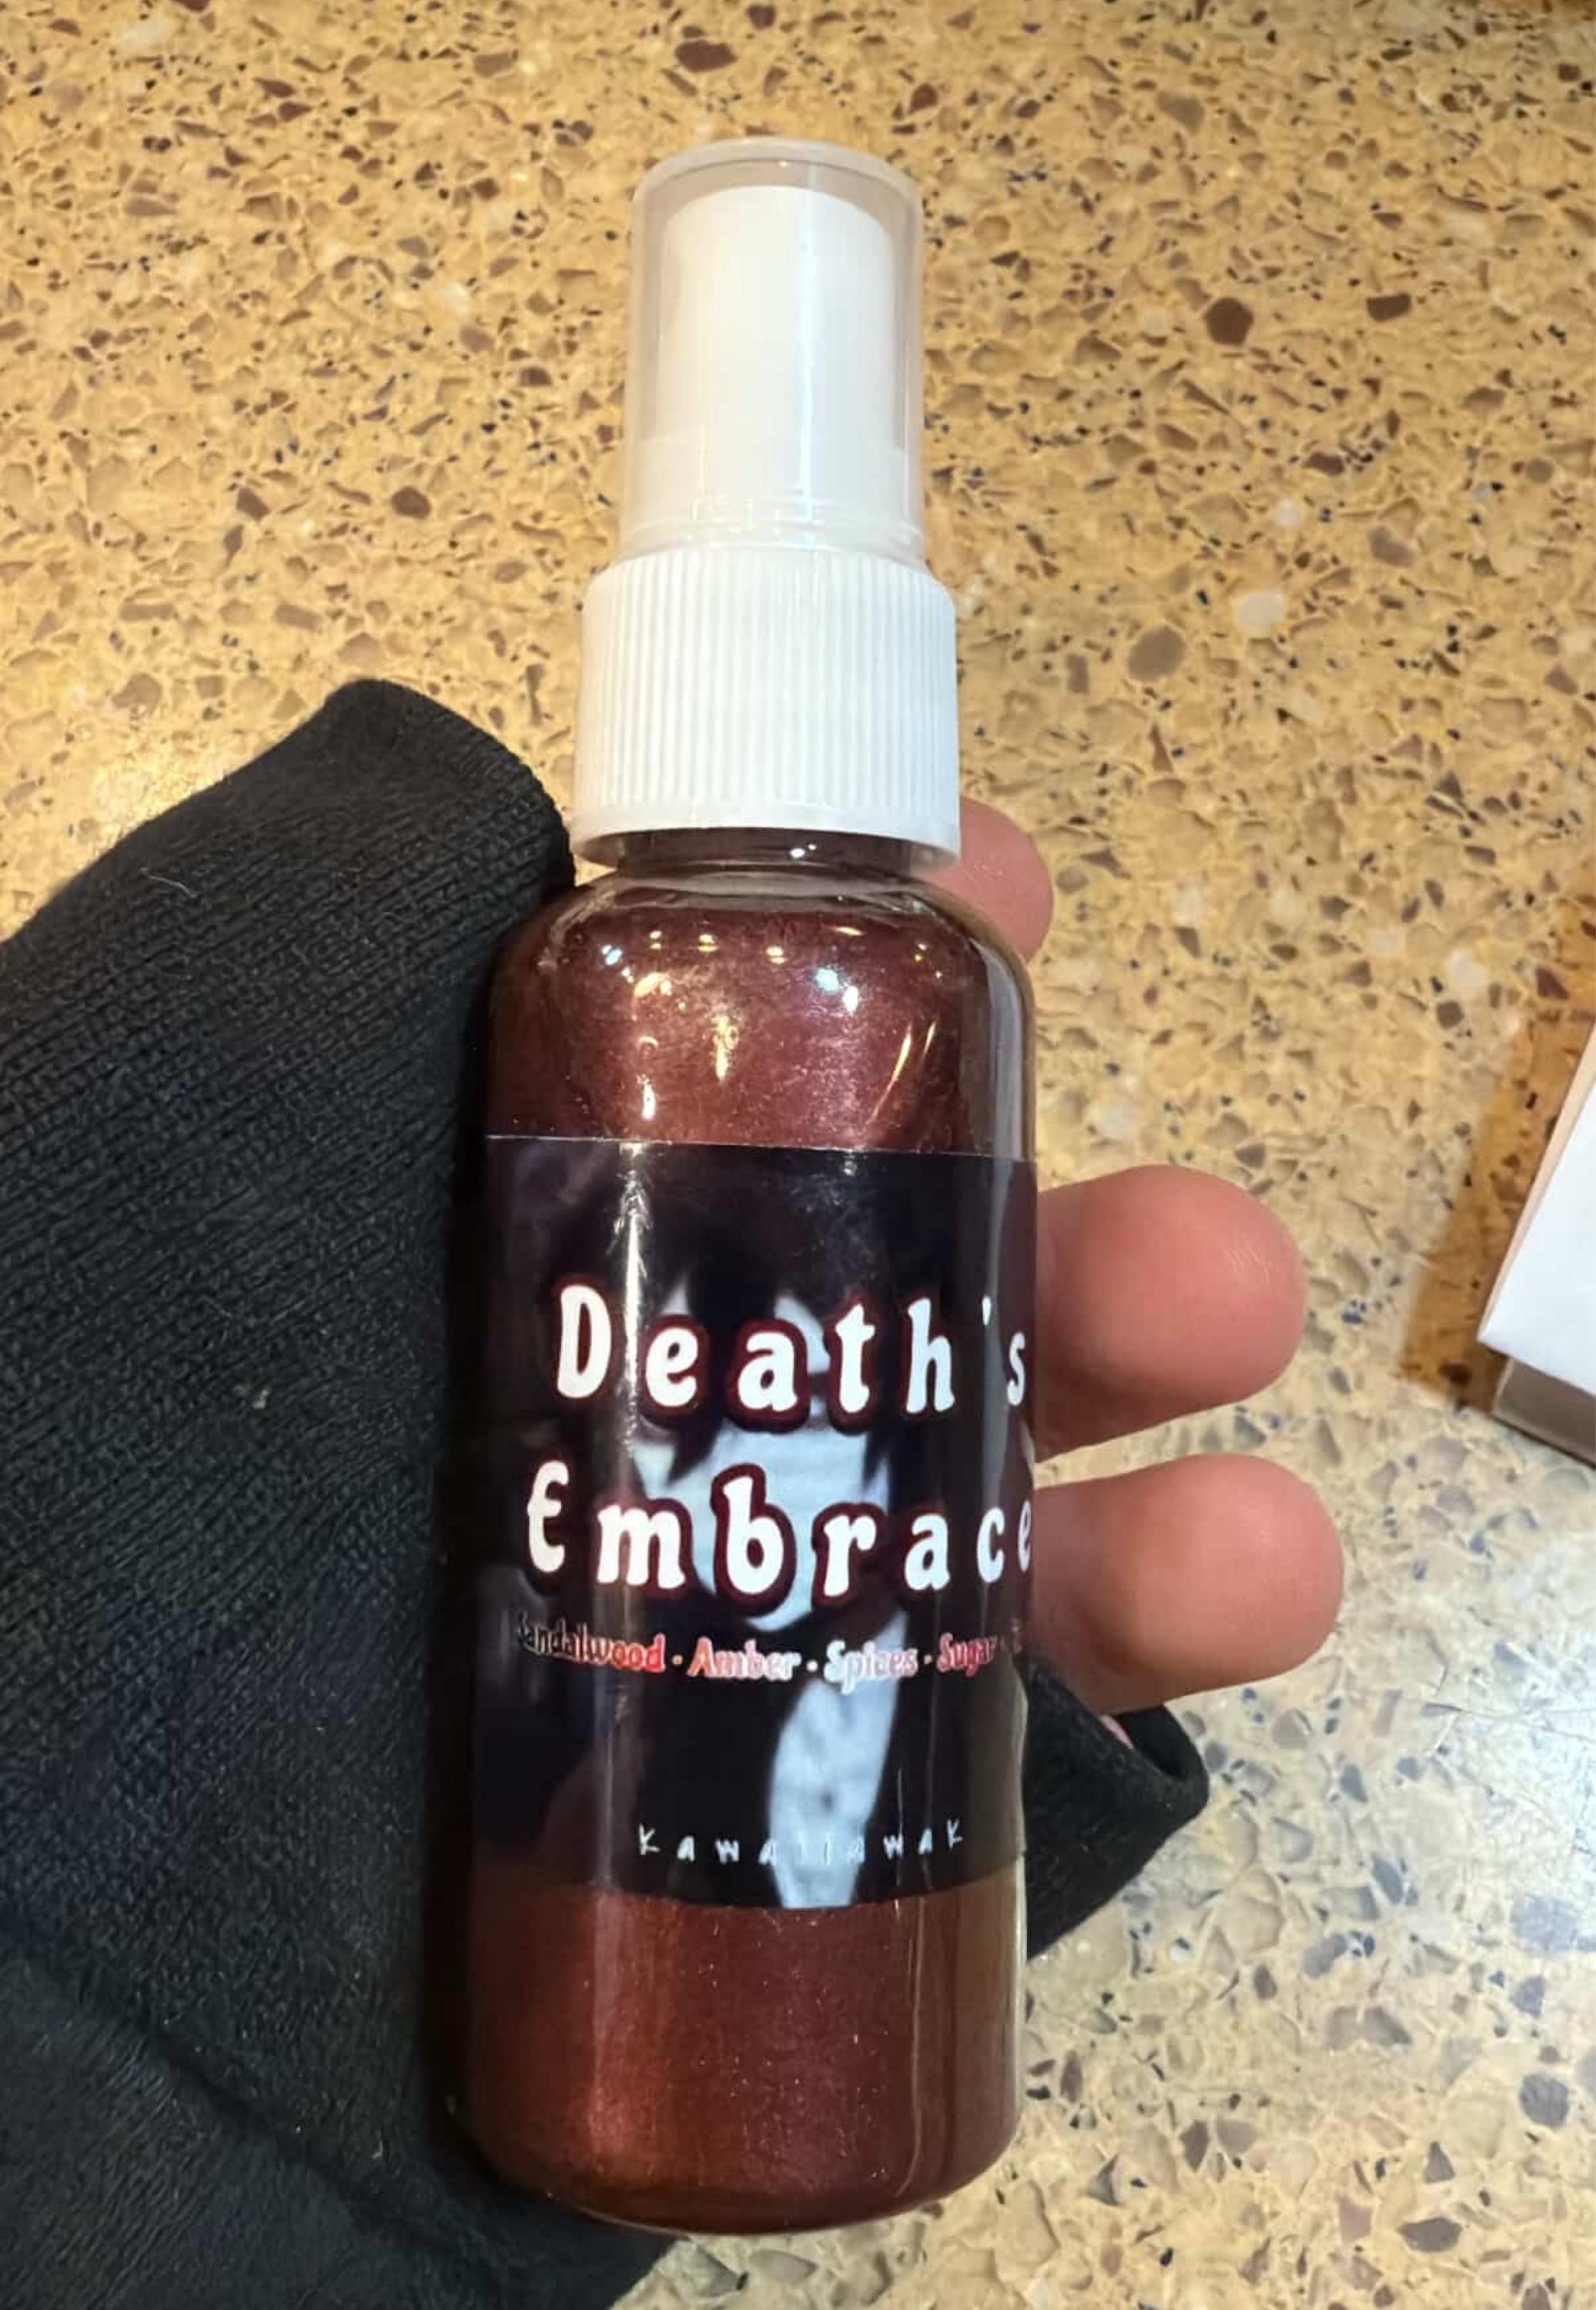 Death's
Embrace
Sandalwood · Amber · Spices · Sugar ·
KAWAIIAWAK